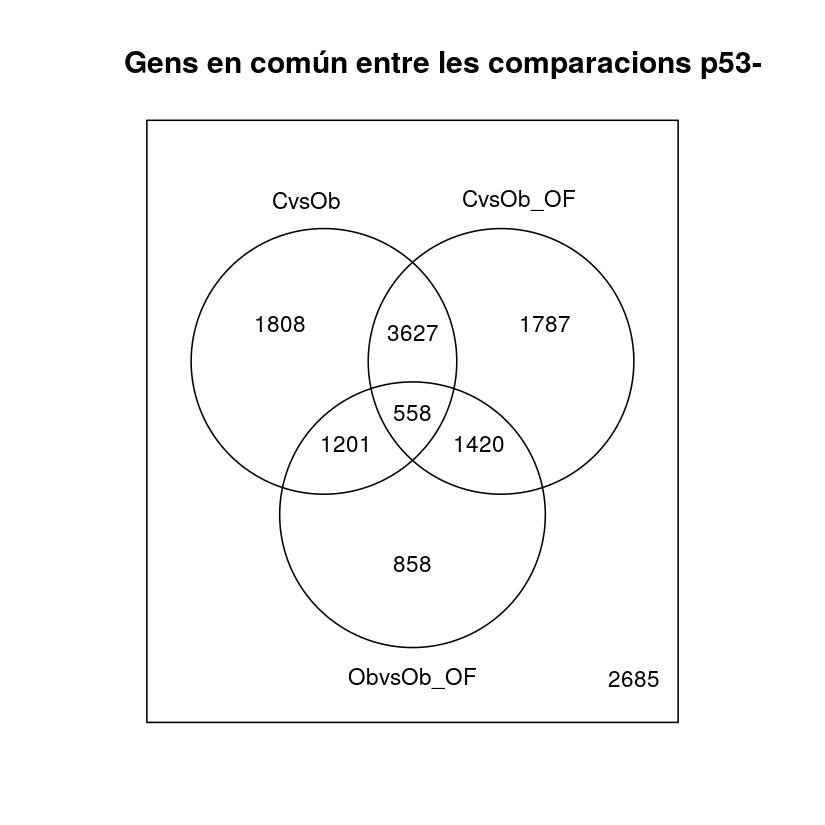 Gens en común entre les comparacions p53-
CvsOb
CvsOb_OF
1808
3627
1787
558
1201
1420
858
ObvsOb_OF
2685